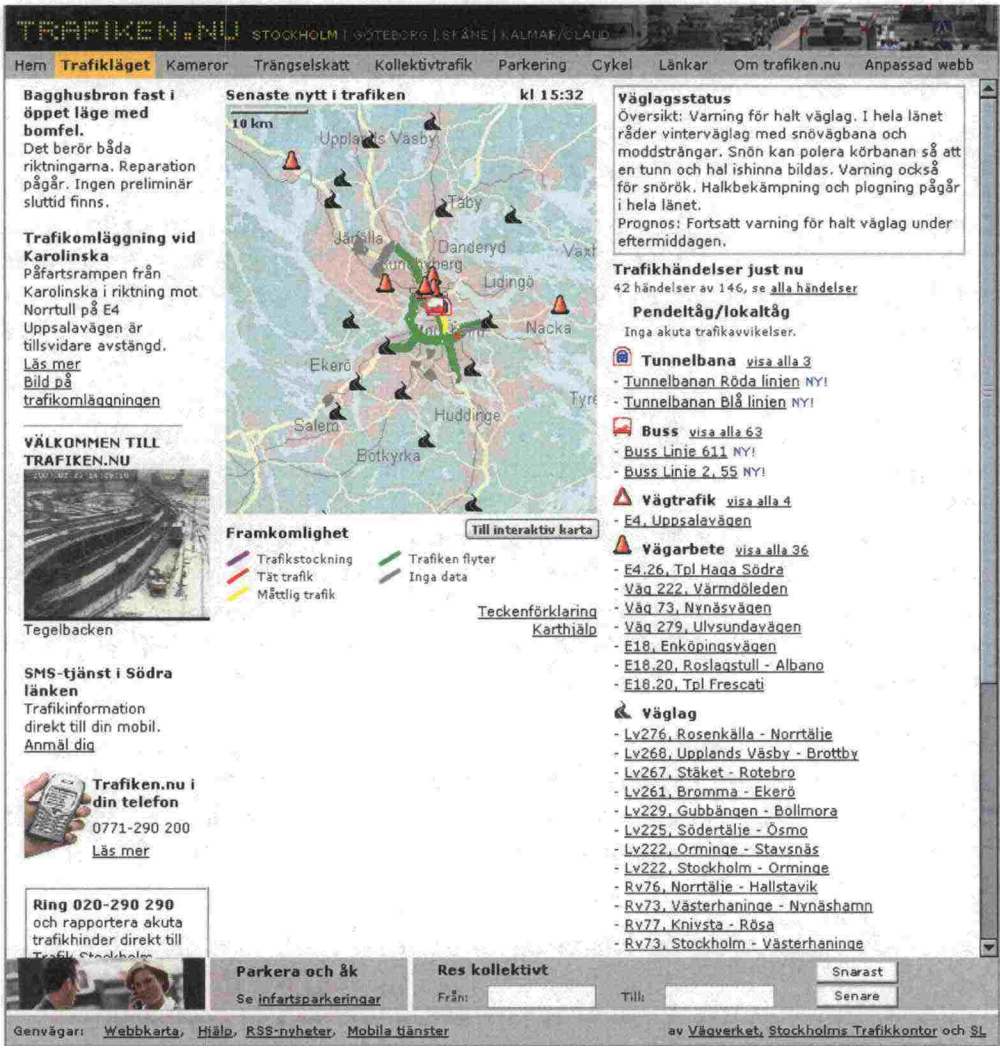 TRAFIKEN.NU STOCKHOLM | GÖTEBORG | SKÅNE | KALMAR/ÖLAND
Hem Trafikläget Kameror Trängselskatt Kollektivtrafik Parkering Cykel Länkar Om trafiken.nu Anpassad webb
Bagghusbron fast i
öppet läge med
bomfel.
Det berör båda
riktningarna. Reparation
pågår. Ingen preliminär
sluttid finns.
Trafikomläggning vid
Karolinska
Påfartsrampen från
Karolinska i riktning mot
Norrtull på E4
Uppsalavägen är
tillsvidare avstängd.
Läs mer
Bild på
trafikomläggningen
VÄLKOMMEN TILL
TRAFIKEN.NU
Tegelbacken
SMS-tjänst i Södra
länken
Trafikinformation
direkt till din mobil.
Anmäl dig
Trafiken.nu i
din telefon
0771-290 200
Läs mer
Ring 020-290 290
och rapportera akuta
trafikhinder direkt till
Trafik Stockholm
Senaste nytt i trafiken kl 15:32
10 km
Upplands Väsby
Täby
Järfälla
Danderyd
Lidingö
Nacka
Ekerö
Huddinge
Salem
Botkyrka
Framkomlighet
Till interaktiv karta
Trafikstockning
Tät trafik
Måttlig trafik
Trafiken flyter
Inga data
Teckenförklaring
Karthjälp
Väglagsstatus
Översikt: Varning för halt väglag. I hela länet
råder vinterväglag med snövägbana och
moddsträngar. Snön kan polera körbanan så att
en tunn och hal ishinna bildas. Varning också
för snörök. Halkbekämpning och plogning pågår
i hela länet.
Prognos: Fortsatt varning för halt väglag under
eftermiddagen.
Trafikhändelser just nu
42 händelser av 146, se alla händelser
Pendeltåg/lokaltåg
Inga akuta trafikavvikelser.
Tunnelbana visa alla 3
- Tunnelbanan Röda linjen NY!
- Tunnelbanan Blå linjen NY!
Buss visa alla 63
- Buss Linie 611 NY!
- Buss Linie 2, 55 NY!
Vägtrafik visa alla 4
- E4, Uppsalavägen
Vägarbete visa alla 36
- E4.26, Tpl Haga Södra
- Väg 222, Värmdöleden
- Väg 73, Nynäsvägen
- Väg 279, Ulvsundavägen
- E18, Enköpingsvägen
- E18.20, Roslagstull - Albano
- E18.20, Tpl Frescati
Väglag
- Lv276, Rosenkälla - Norrtälje
- Lv268, Upplands Väsby - Brottby
- Lv267, Stäket - Rotebro
- Lv261, Bromma - Ekerö
- Lv229, Gubbängen - Bollmora
- Lv225, Södertälje - Ösmo
- Lv222, Orminge - Stavsnäs
- Lv222, Stockholm - Orminge
- Rv76, Norrtälje - Hallstavik
- Rv73, Västerhaninge - Nynäshamn
- Rv77, Knivsta - Rösa
- Rv73, Stockholm - Västerhaninge
Parkera och åk
Se infartsparkeringar
Res kollektivt
Från: Till:
Snarast
Senare
Genvägar: Webbkarta, Hjälp, RSS-nyheter, Mobila tjänster
av Vägverket, Stockholms Trafikkontor och SL